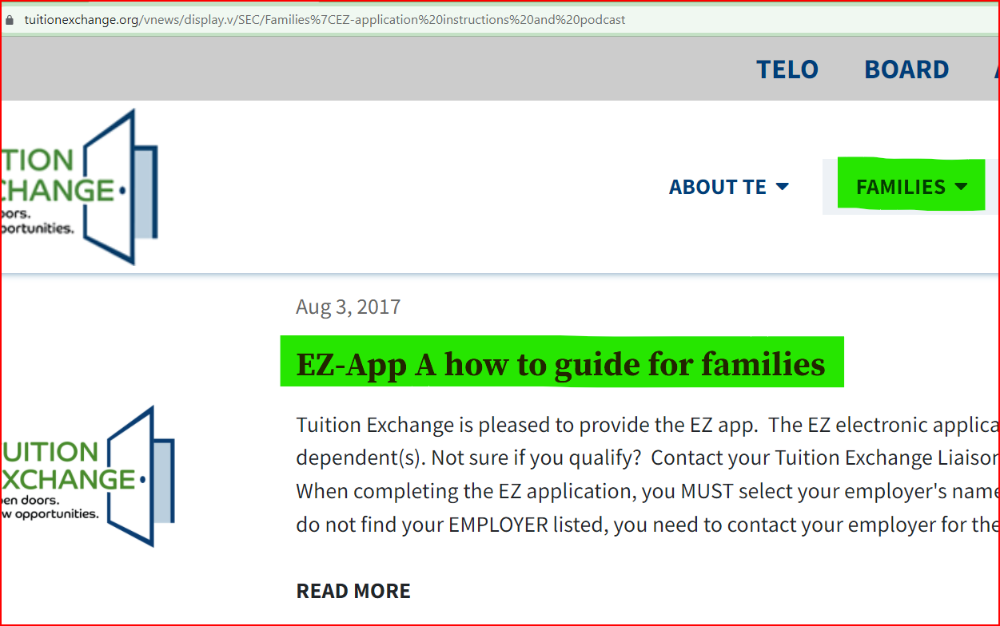 tuitionexchange.org/vnews/display.v/SEC/Families%7CEZ-application%20instructions%20and%20podcast
TELO BOARD
TION
CHANGE
oors.
portunities.
ABOUT TE FAMILIES
Aug 3, 2017
EZ-App A how to guide for families
Tuition Exchange is pleased to provide the EZ app. The EZ electronic applica
dependent(s). Not sure if you qualify? Contact your Tuition Exchange Liaison
When completing the EZ application, you MUST select your employer's name
do not find your EMPLOYER listed, you need to contact your employer for the
UITION
XCHANGE
en doors.
w opportunities.
READ MORE